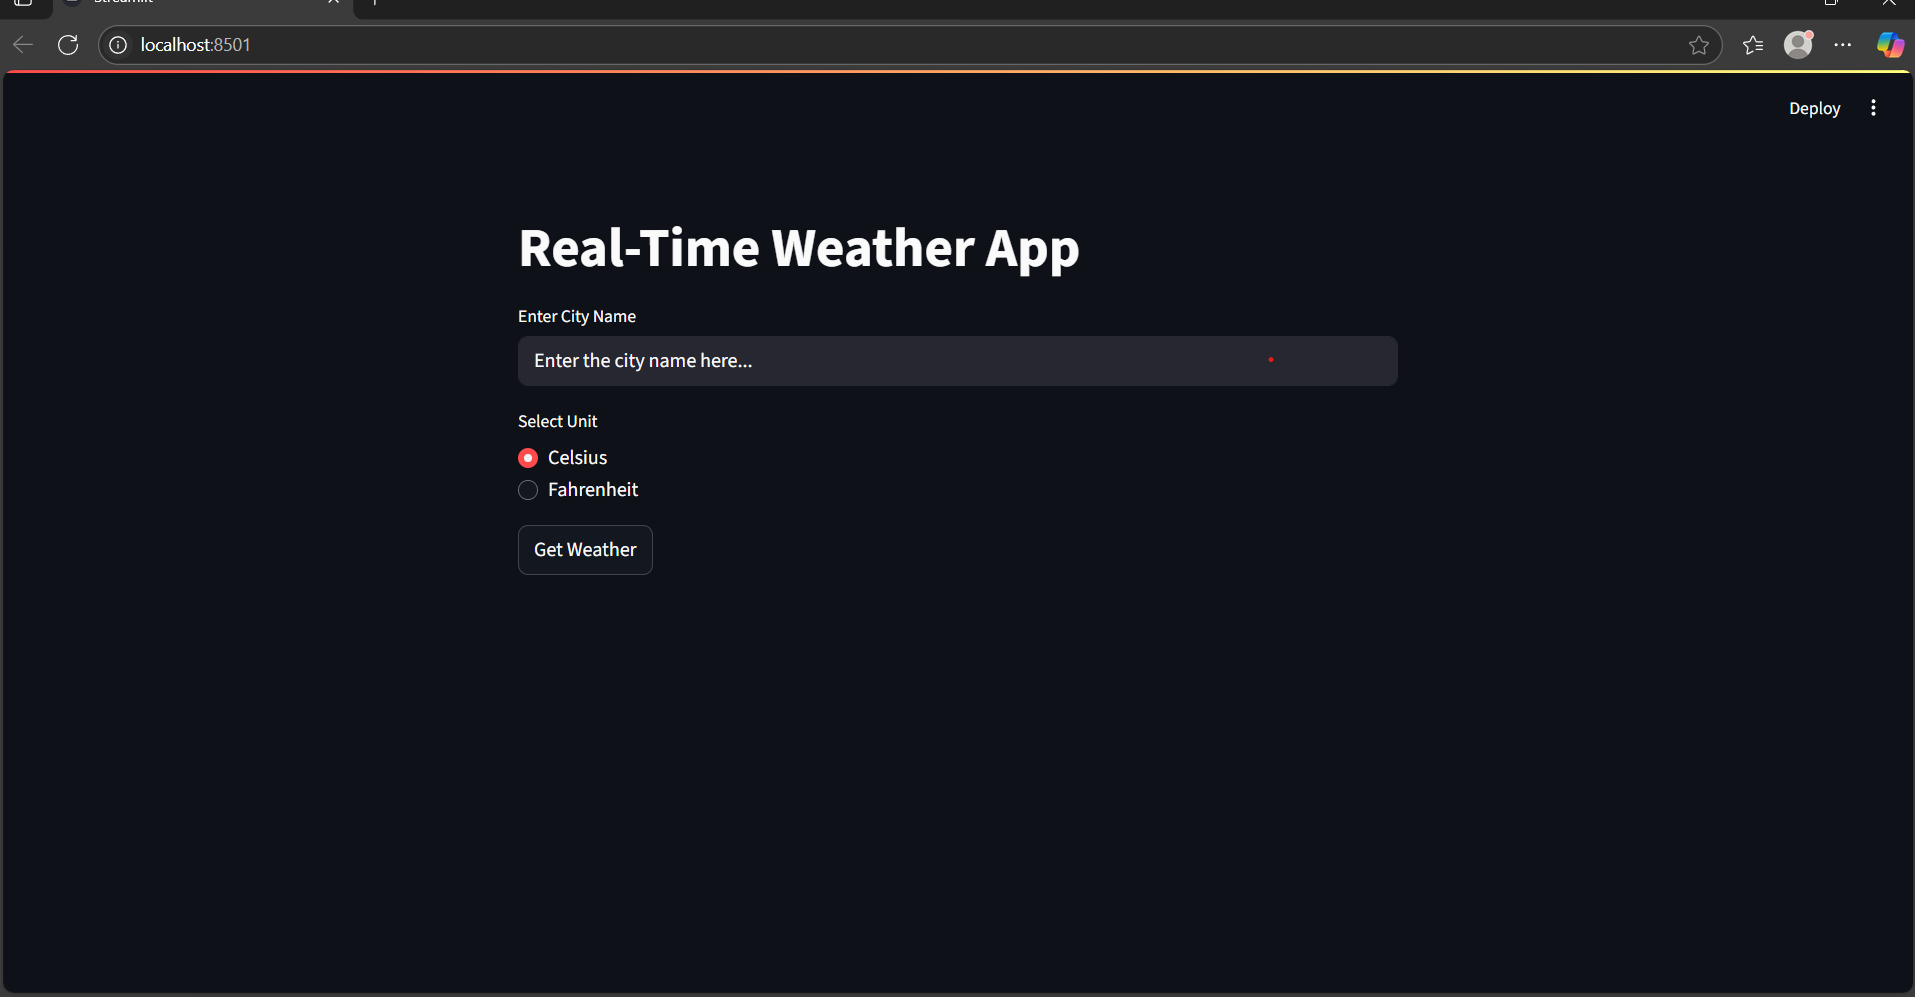 Streamlit
localhost:8501
Deploy
Real-Time Weather App
Enter City Name
Enter the city name here...
Select Unit
Celsius
Fahrenheit
Get Weather